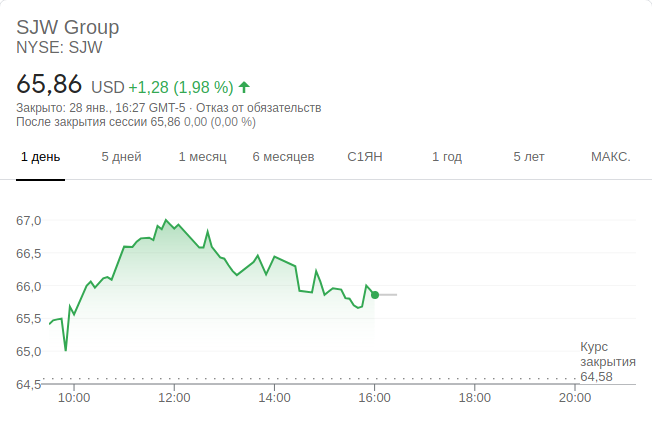 SJW Group
NYSE: SJW
65,86 USD +1,28 (1,98 %)
Закрыто: 28 янв., 16:27 GMT-5 · Отказ от обязательств
После закрытия сессии 65,86 0,00 (0,00 %)
1 день 5 дней 1 месяц 6 месяцев С1ЯН 1 год 5 лет МАКС.
67,0
66,5
66,0
65,5
65,0
Курс
закрытия
64,58
64,5
10:00 12:00 14:00 16:00 18:00 20:00